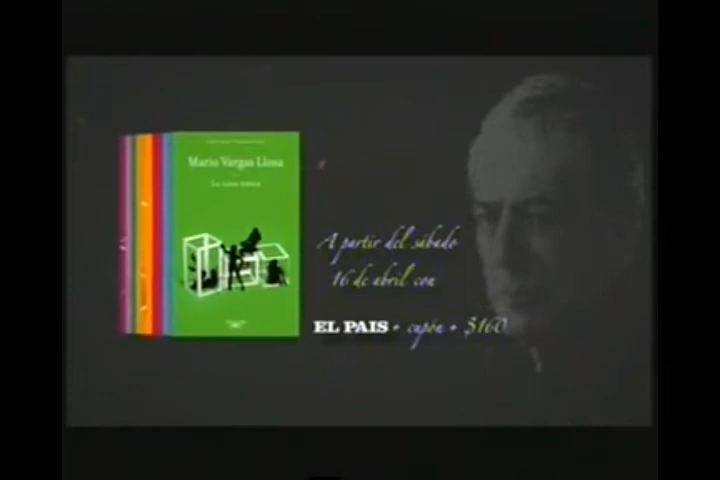 Mario Vargas Llosa
A partir del sábado
16 de abril con
EL PAIS + cupón + $160